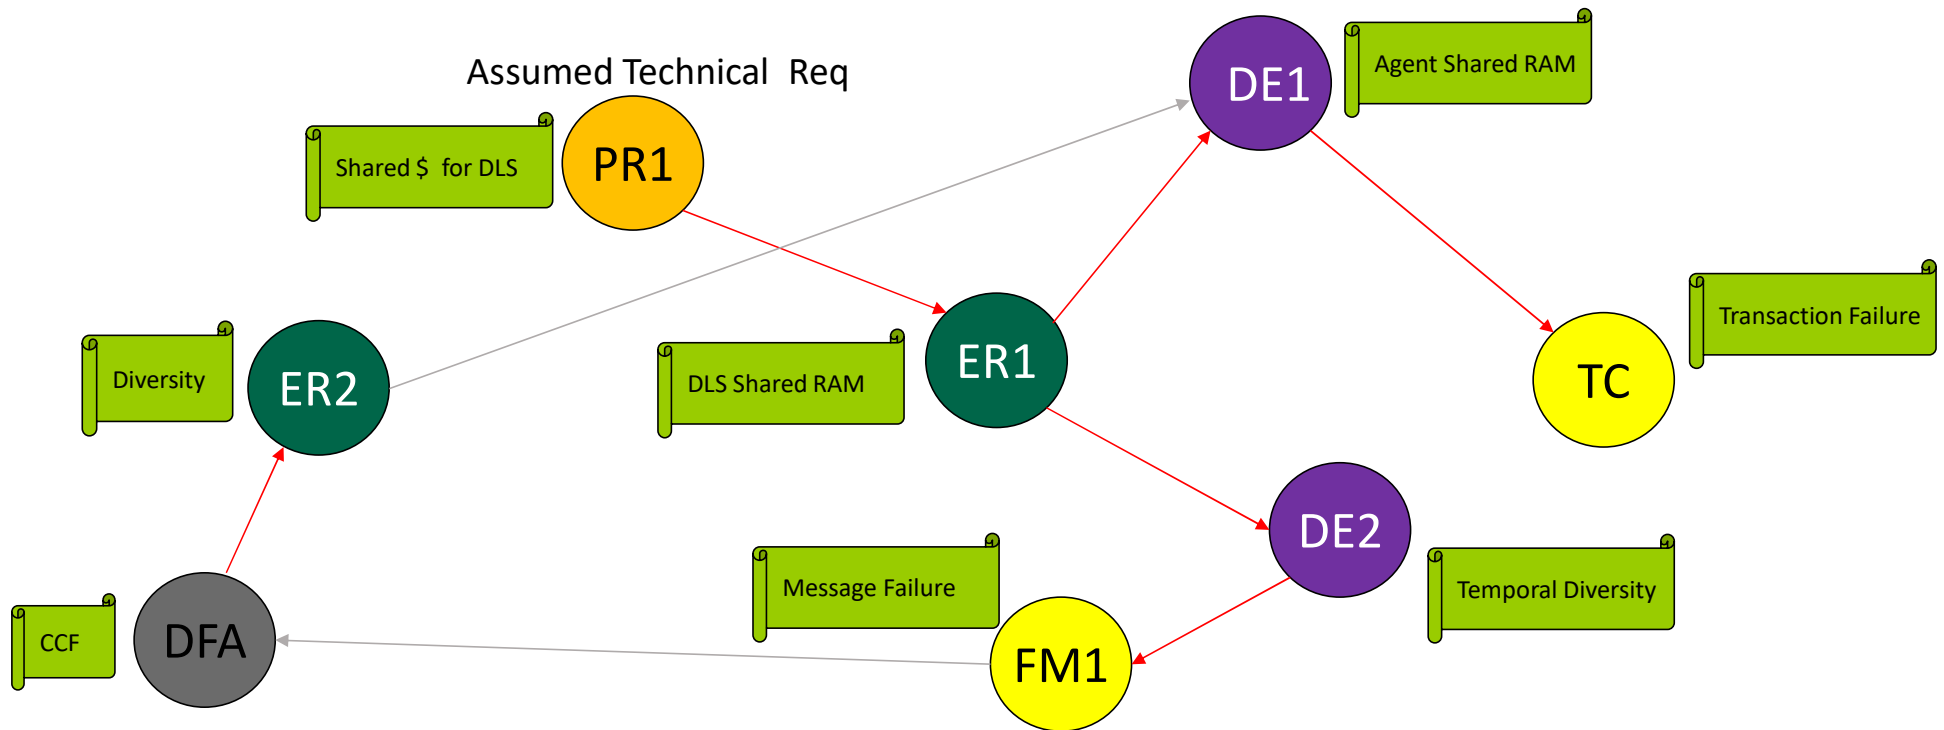 Assumed Technical  Req
DE1
Agent Shared RAM
Shared $  for DLS
PR1
Transaction Failure
Diversity
ER2
DLS Shared RAM
ER1
TC
DE2
Temporal Diversity
Message Failure
FM1
CCF
DFA